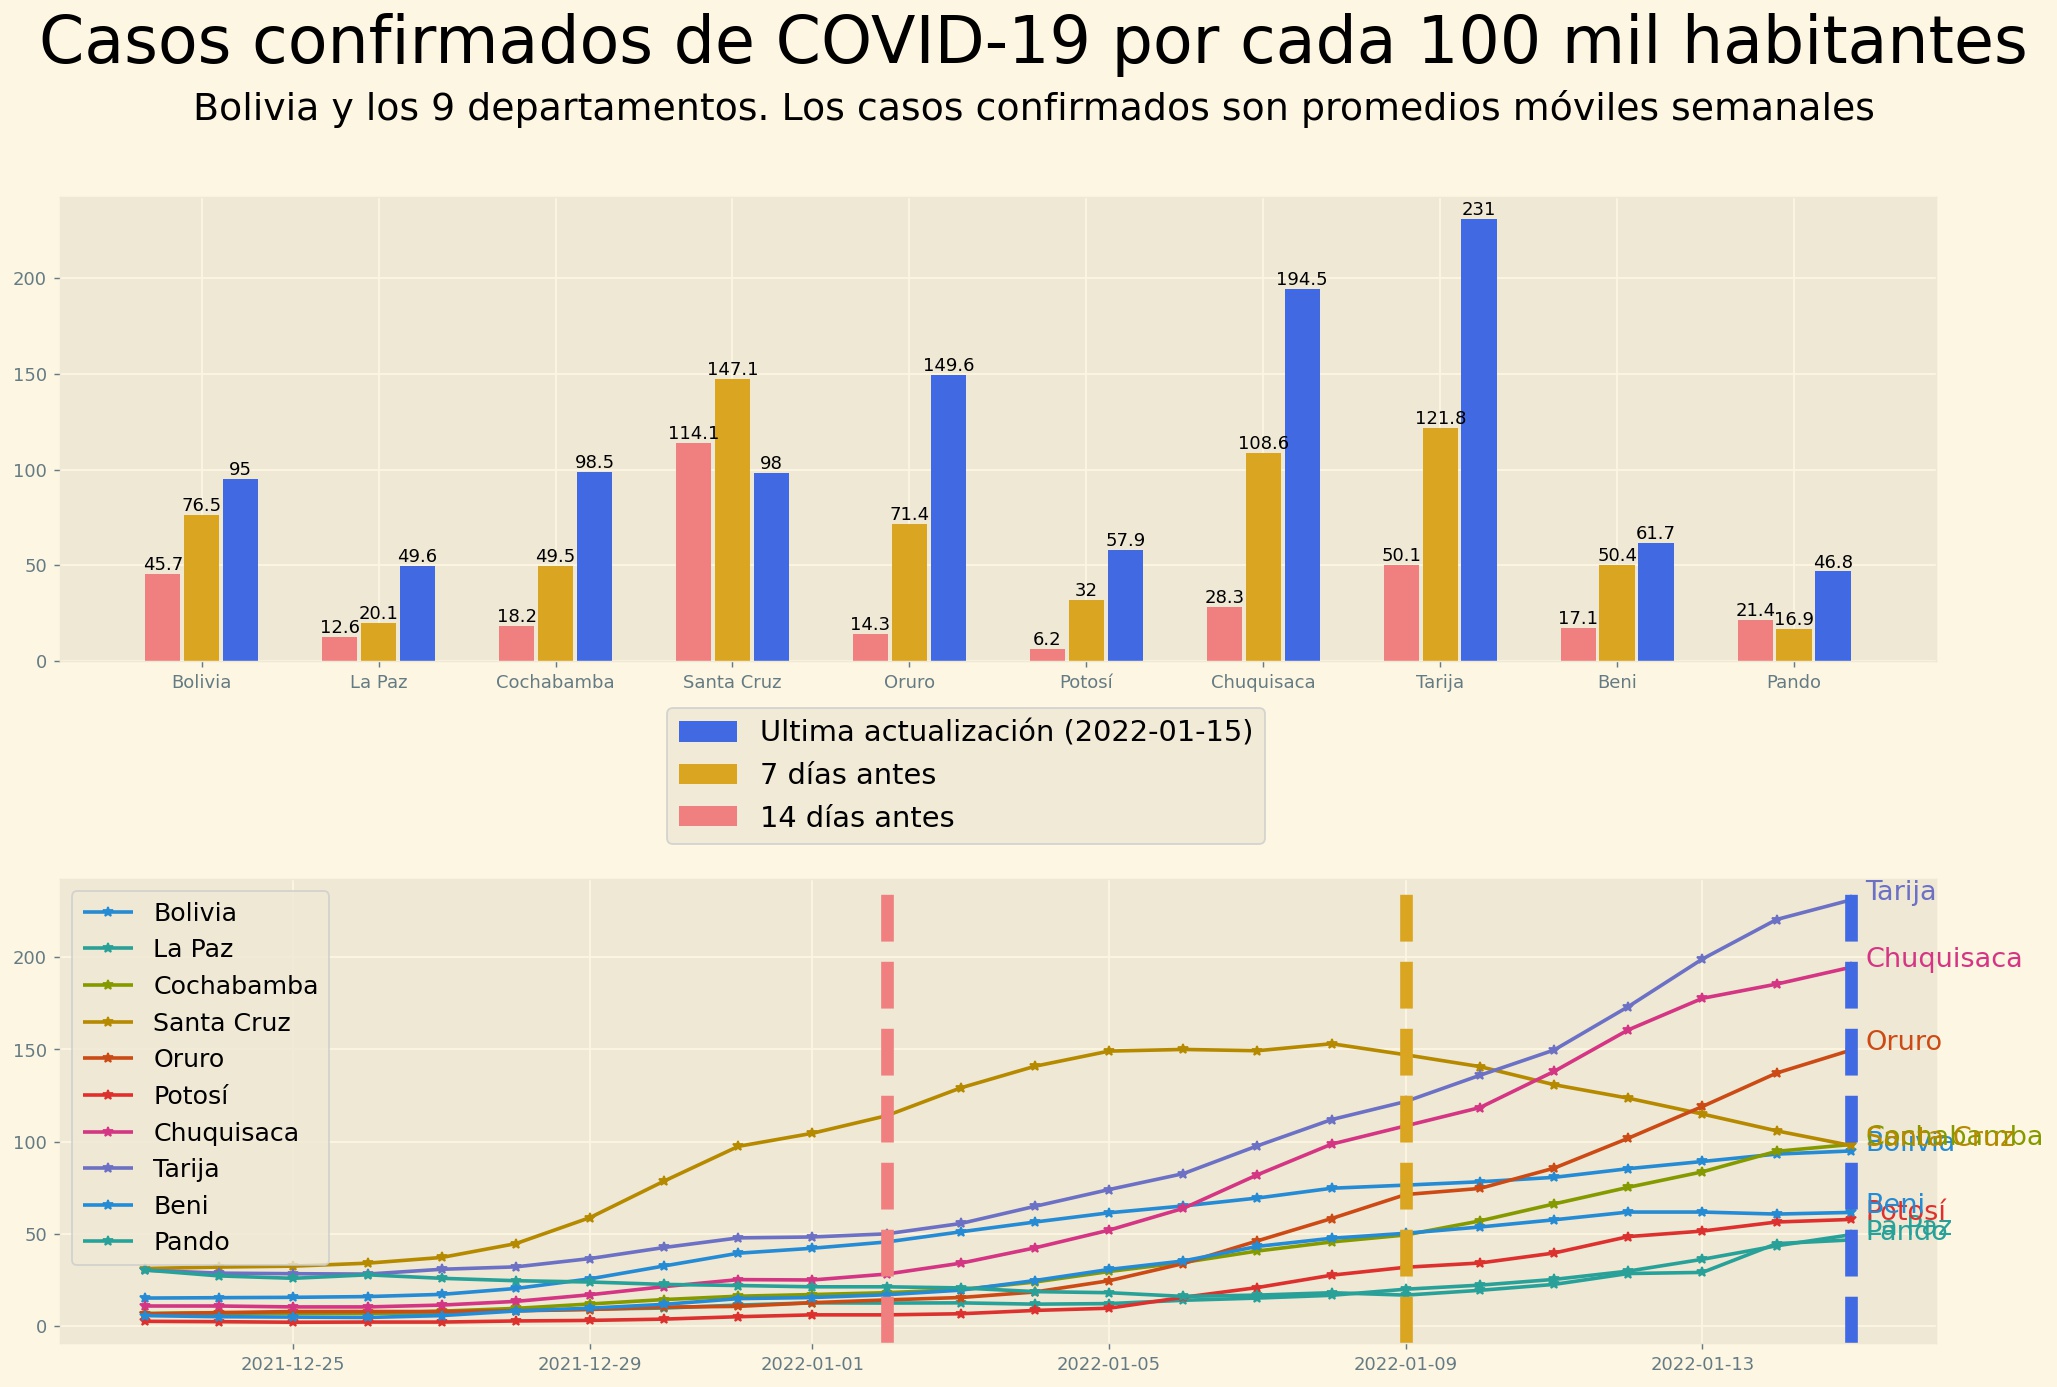 Casos confirmados de COVID-19 por cada 100 mil habitantes
Bolivia y los 9 departamentos. Los casos confirmados son promedios móviles semanales
200
150
100
50
0
45.7 76.5 95
12.6 20.1 49.6
18.2 49.5 98.5
114.1 147.1 98
14.3 71.4 149.6
6.2 32 57.9
28.3 108.6 194.5
50.1 121.8 231
17.1 50.4 61.7
21.4 16.9 46.8
Bolivia La Paz Cochabamba Santa Cruz Oruro Potosí Chuquisaca Tarija Beni Pando
Ultima actualización (2022-01-15)
7 días antes
14 días antes
200
150
100
50
0
Bolivia
La Paz
Cochabamba
Santa Cruz
Oruro
Potosí
Chuquisaca
Tarija
Beni
Pando
Tarija
Chuquisaca
Oruro
Cochabamba
Santa Cruz
Bolivia
Beni
Potosí
La Paz
Pando
2021-12-25 2021-12-29 2022-01-01 2022-01-05 2022-01-09 2022-01-13